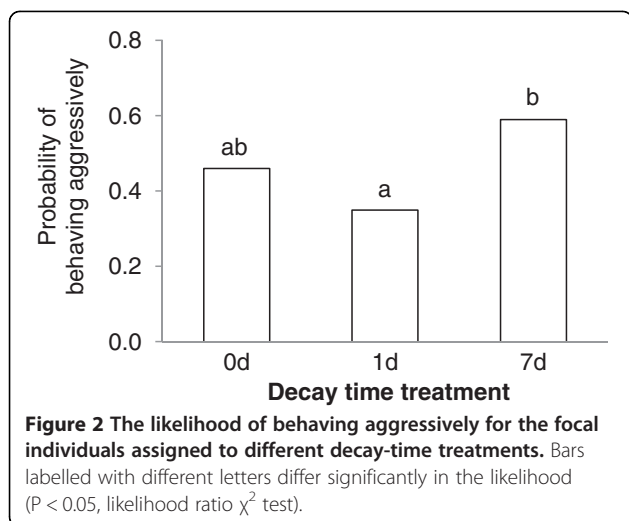 0.8
0.6
0.4
0.2
0.0
Probability of
behaving aggressively
ab
a
b
0d
1d
7d
Decay time treatment
Figure 2 The likelihood of behaving aggressively for the focal
individuals assigned to different decay-time treatments. Bars
labelled with different letters differ significantly in the likelihood
(P < 0.05, likelihood ratio χ² test).